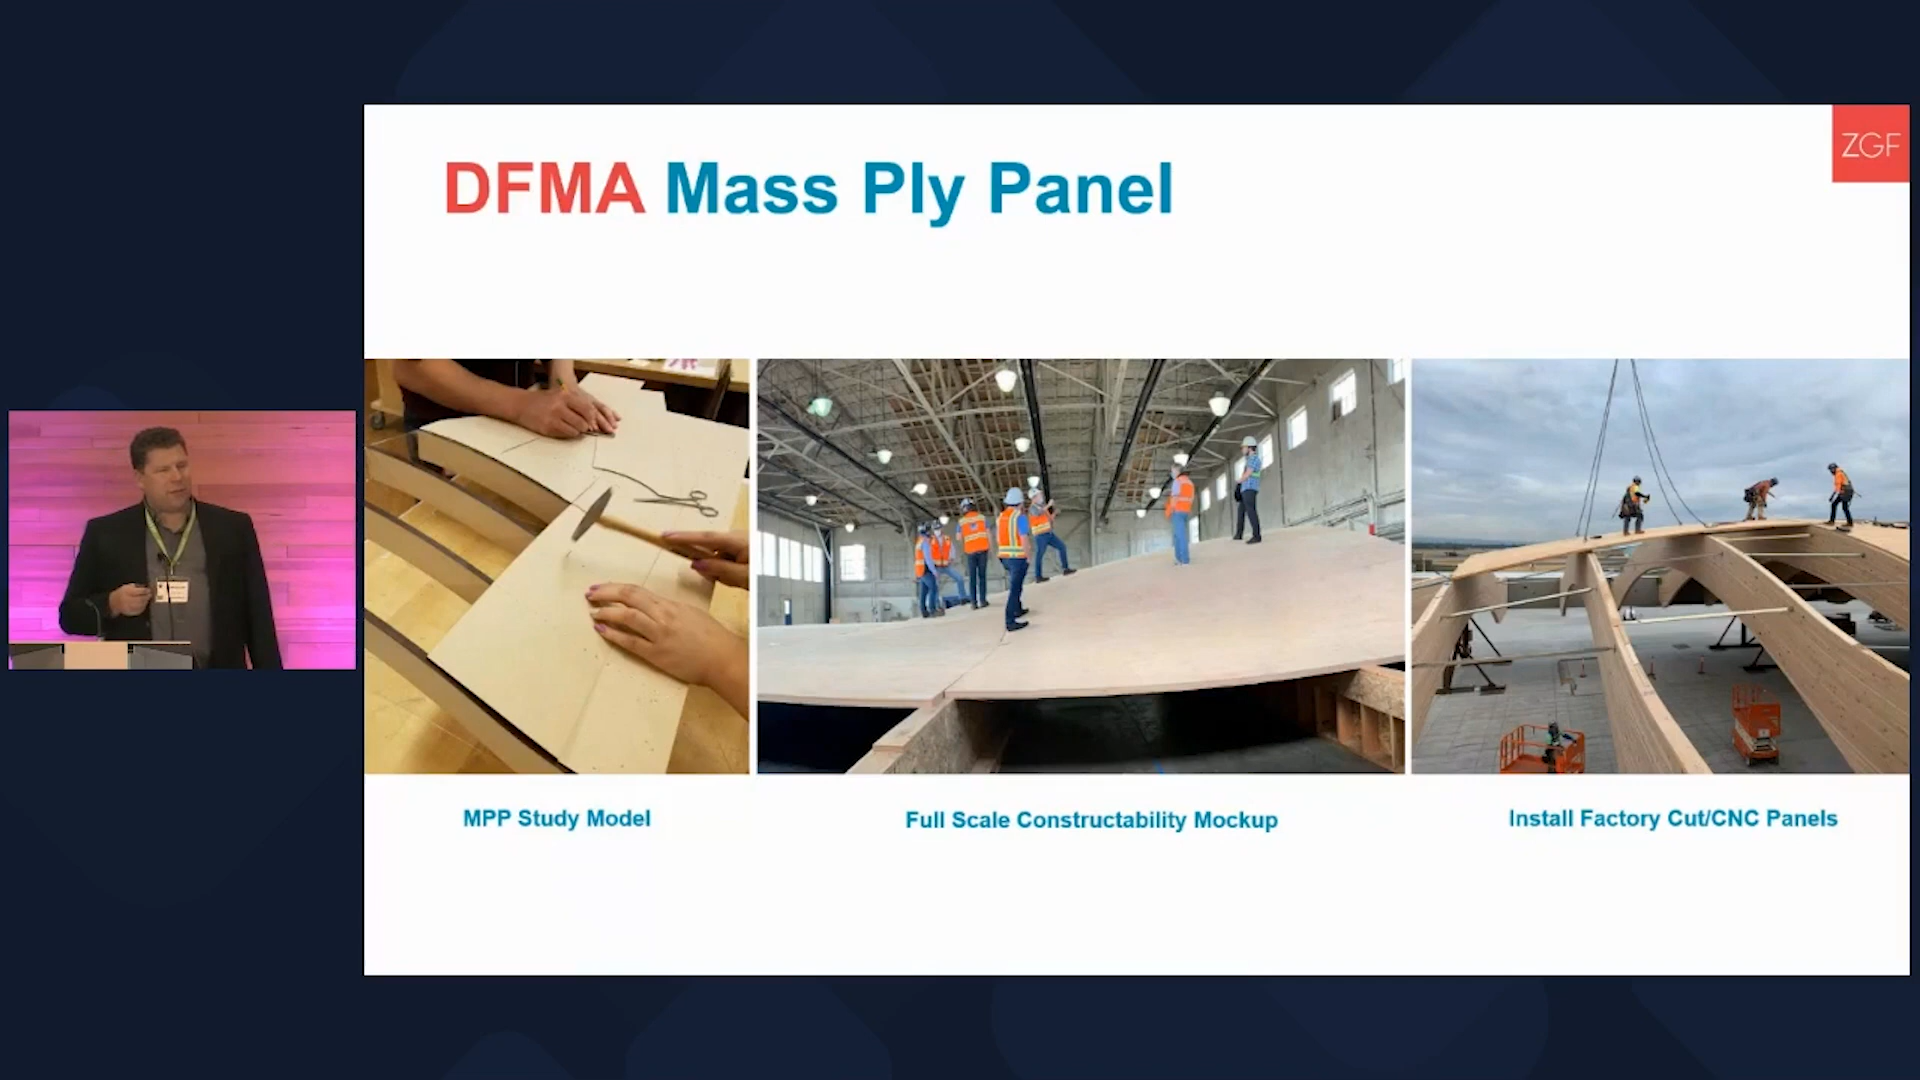 DFMA Mass Ply Panel
ZGF
MPP Study Model
Full Scale Constructability Mockup
Install Factory Cut/CNC Panels